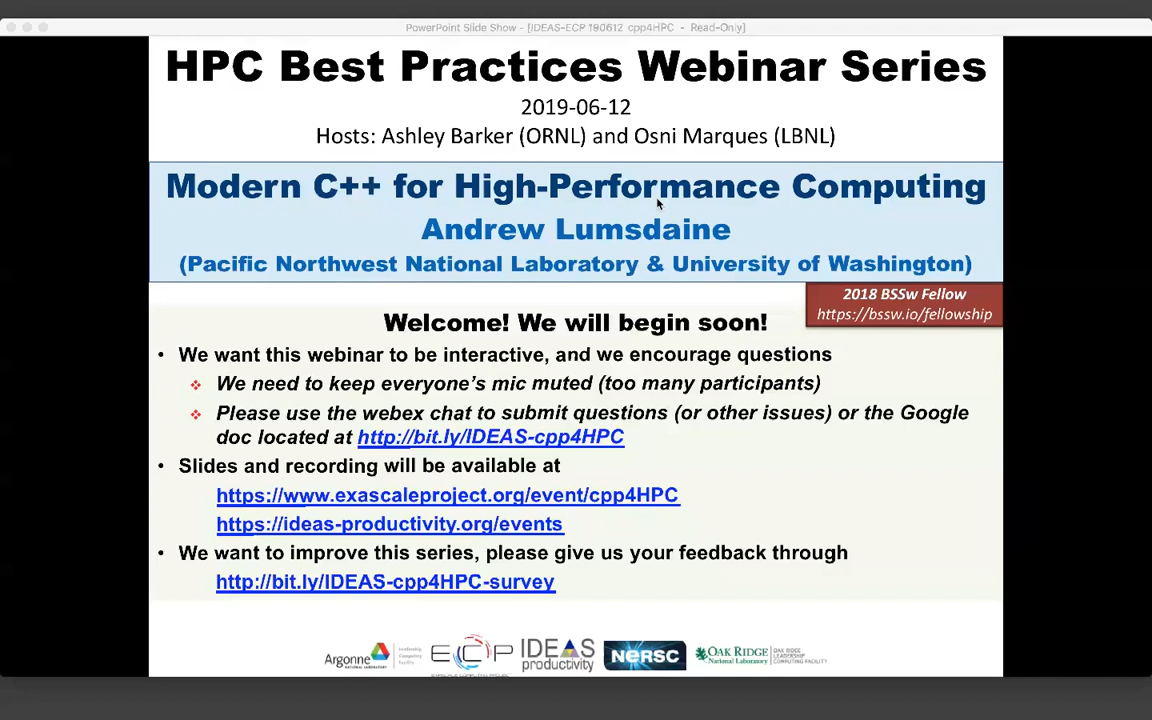 PowerPoint Slide Show - [IDEAS-ECP 190612 cpp4HPC - Read-Only]
HPC Best Practices Webinar Series
2019-06-12
Hosts: Ashley Barker (ORNL) and Osni Marques (LBNL)
Modern C++ for High-Performance Computing
Andrew Lumsdaine
(Pacific Northwest National Laboratory & University of Washington)
2018 BSSw Fellow
https://bssw.io/fellowship
Welcome! We will begin soon!
• We want this webinar to be interactive, and we encourage questions
❖ We need to keep everyone's mic muted (too many participants)
❖ Please use the webex chat to submit questions (or other issues) or the Google
doc located at http://bit.ly/IDEAS-cpp4HPC
• Slides and recording will be available at
https://www.exascaleproject.org/event/cpp4HPC
https://ideas-productivity.org/events
• We want to improve this series, please give us your feedback through
http://bit.ly/IDEAS-cpp4HPC-survey
Argonne
NATIONAL LABORATORY
Leadership
Computing
Facility
ECP
IDEAS
productivity
NERSC
OAK RIDGE
National Laboratory
OAK RIDGE
LEADERSHIP
COMPUTING FACILITY